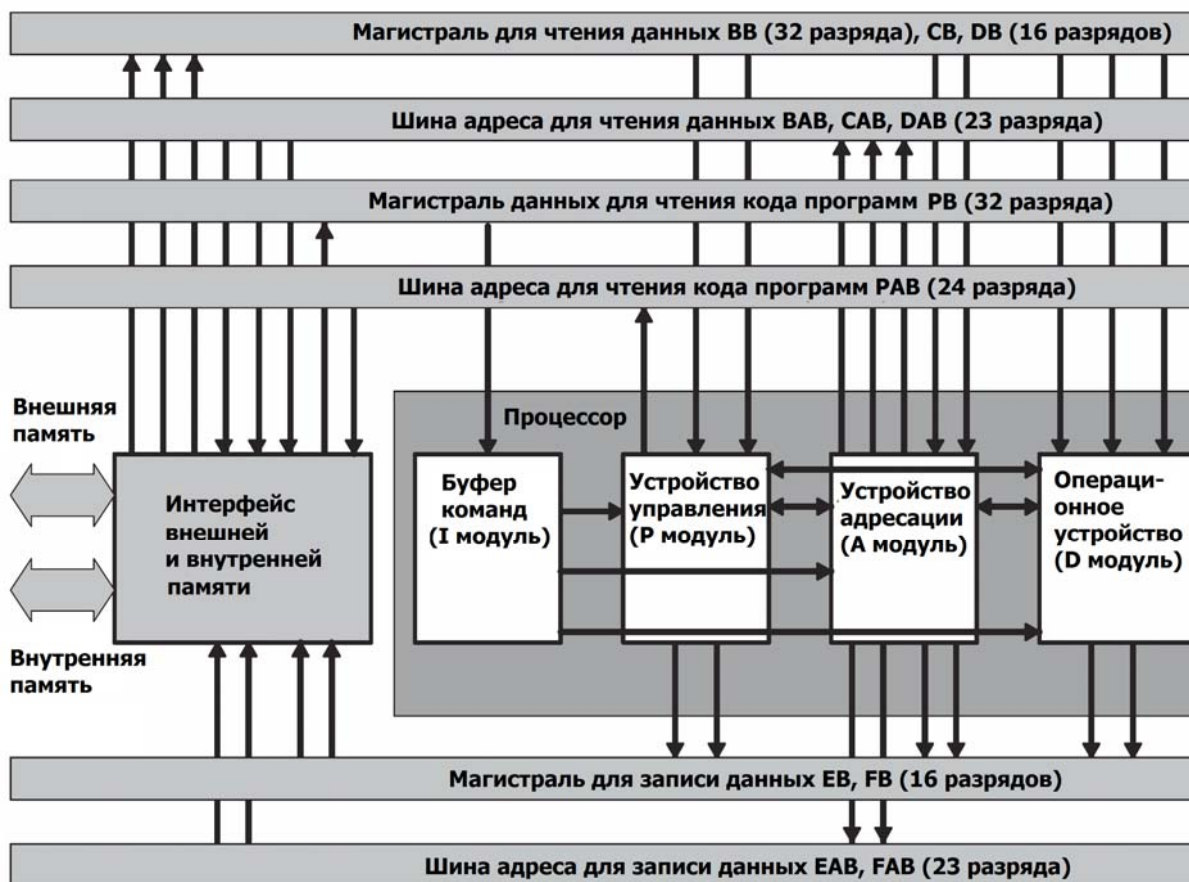 Магистраль для чтения данных BB (32 разряда), CB, DB (16 разрядов)
Шина адреса для чтения данных BAB, CAB, DAB (23 разряда)
Магистраль данных для чтения кода программ PB (32 разряда)
Шина адреса для чтения кода программ PAB (24 разряда)
Внешняя
память
Процессор
Интерфейс
внешней
и внутренней
памяти
Буфер
команд
(I модуль)
Устройство
управления
(P модуль)
Устройство
адресации
(A модуль)
Операци-
онное
устройство
(D модуль)
Внутренняя
память
Магистраль для записи данных EB, FB (16 разрядов)
Шина адреса для записи данных EAB, FAB (23 разряда)